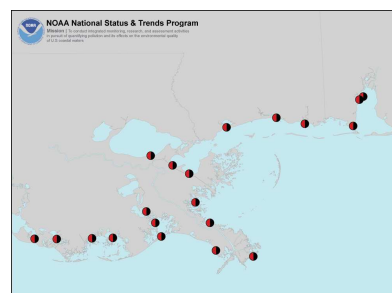 NOAA National Status & Trends Program
Mission | To conduct integrated monitoring, research, and assessment activities
in pursuit of quantifying pollution and its effects on the environmental quality
of U.S. coastal waters
NOAA